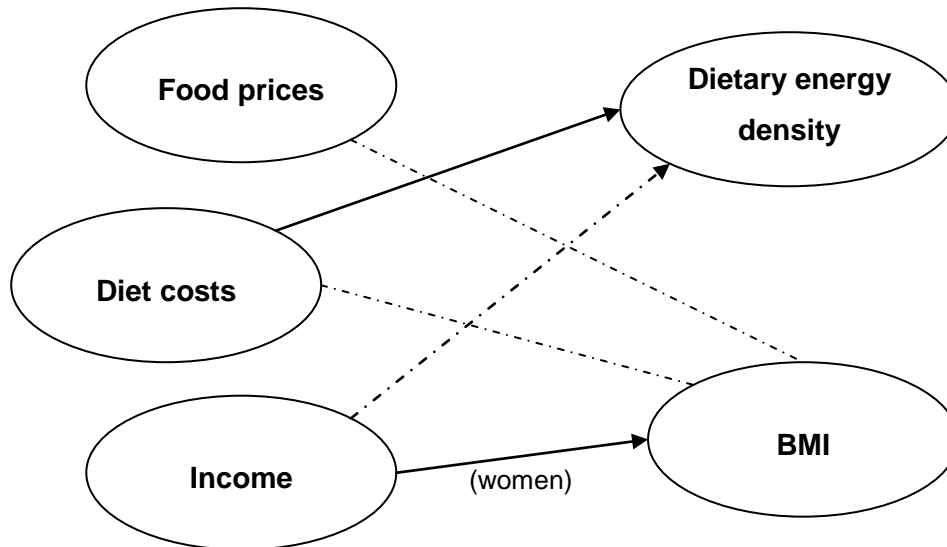 Food prices
Dietary energy
density
Diet costs
Income
(women)
BMI